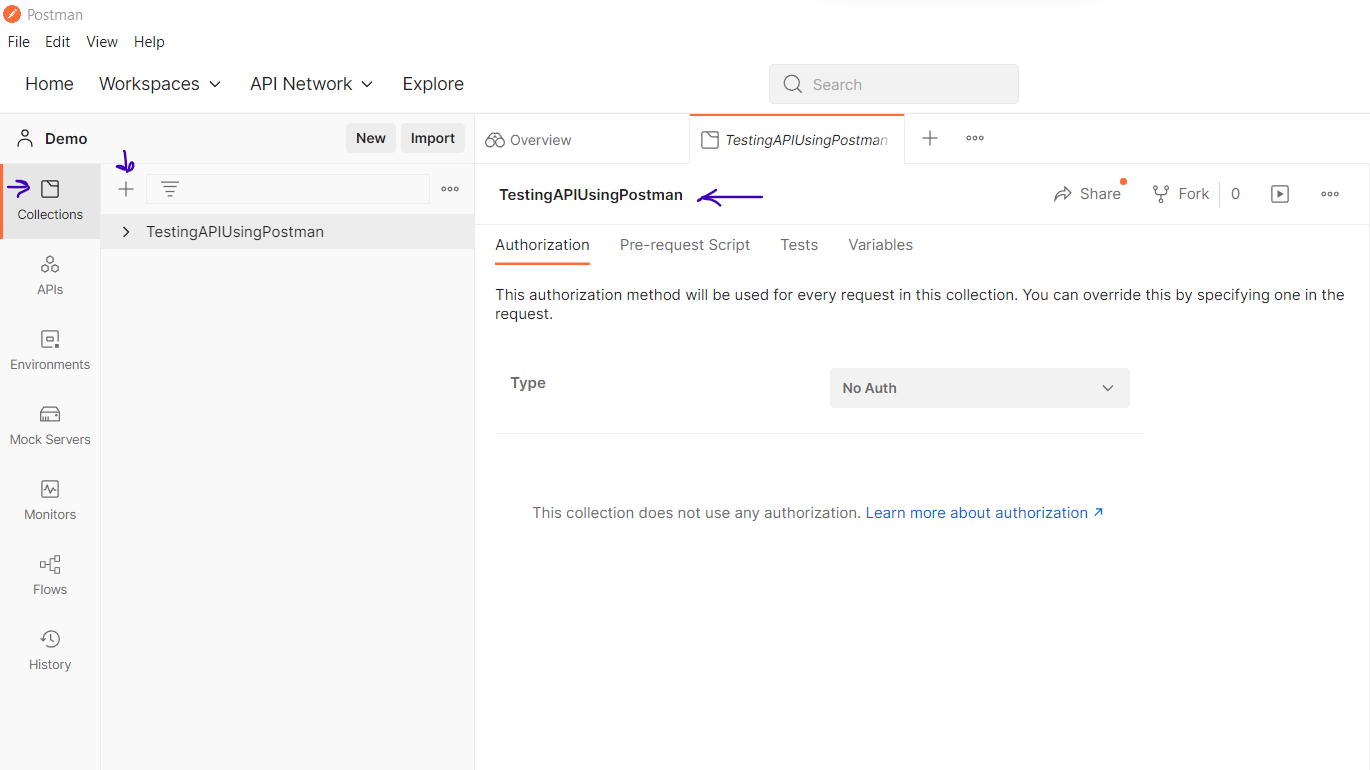 Postman
File Edit View Help
Home Workspaces API Network Explore Search
Demo New Import Overview TestingAPIUsingPostman
Collections
APIs
Environments
Mock Servers
Monitors
Flows
History
TestingAPIUsingPostman
TestingAPIUsingPostman Share Fork 0
Authorization Pre-request Script Tests Variables
This authorization method will be used for every request in this collection. You can override this by specifying one in the
request.
Type No Auth
This collection does not use any authorization. Learn more about authorization